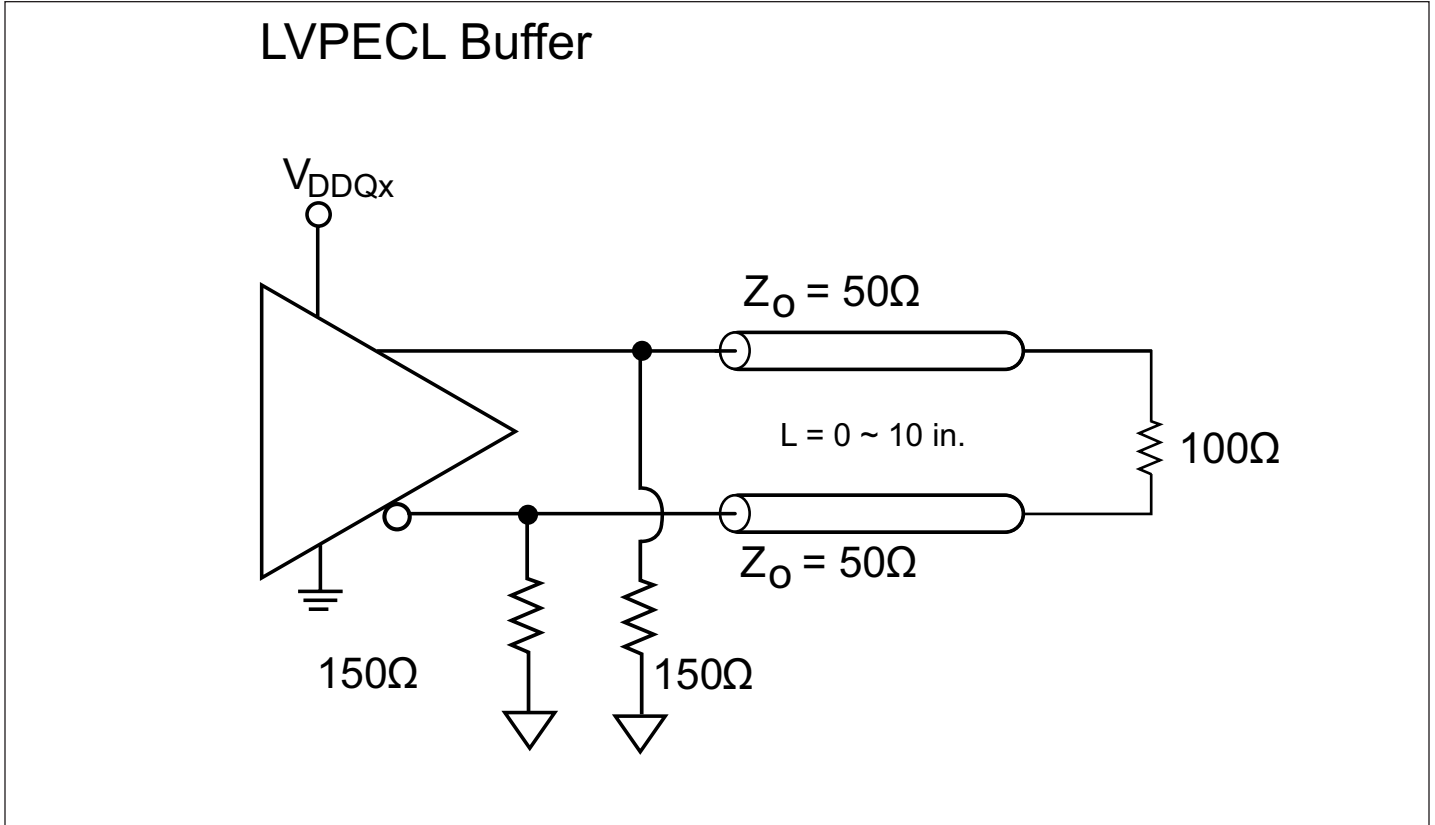 LVPECL Buffer
VDDQx
ZO = 50Ω
L = 0 ~ 10 in.
100Ω
ZO = 50Ω
150Ω
150Ω